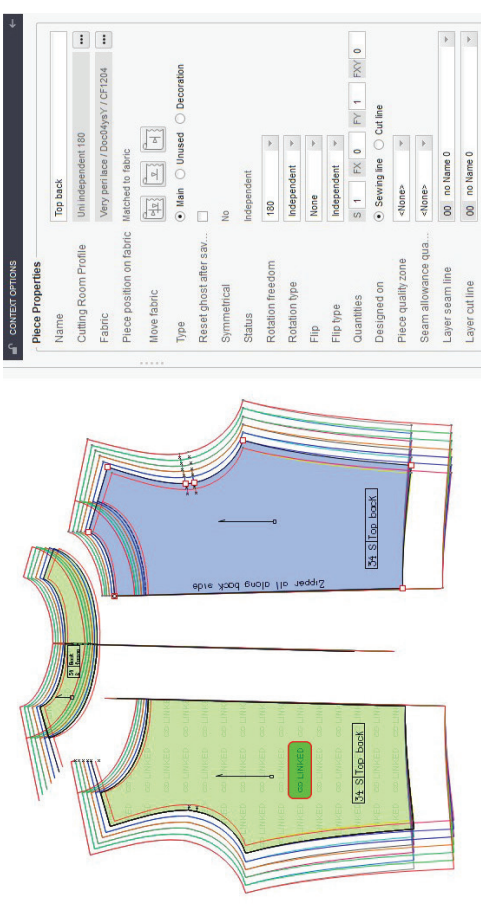 CONTEXT OPTIONS
Piece Properties
Name Top back
Cutting Room Profile Uni independent 180
Fabric Very peri lace / Doc04ysY / CF1204
Piece position on fabric Matched to fabric
Move fabric
Type Main Unused Decoration
Reset ghost after sav...
Symmetrical No
Status Independent
Rotation freedom 180
Rotation type Independent
Flip None
Flip type Independent
Quantities S 1 FX 0 FY 1 FXY 0
Designed on Sewing line Cut line
Piece quality zone <None>
Seam allowance qua... <None>
Layer seam line 00 no Name 0
Layer cut line 00 no Name 0
34 S Top back
Zipper all along back side
LINKED
34 S Top back